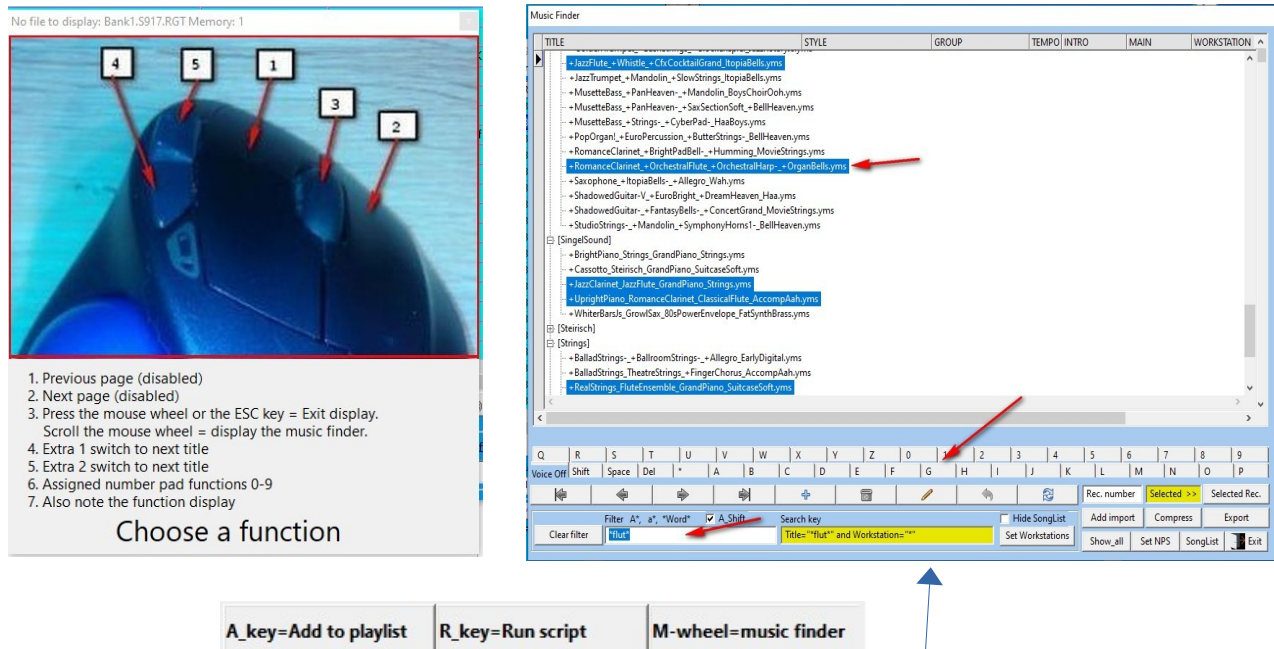 No file to display: Bank1.S917.RGT Memory: 1
4
5
1
3
2
1. Previous page (disabled)
2. Next page (disabled)
3. Press the mouse wheel or the ESC key = Exit display.
Scroll the mouse wheel = display the music finder.
4. Extra 1 switch to next title
5. Extra 2 switch to next title
6. Assigned number pad functions 0-9
7. Also note the function display
Choose a function
Music Finder
TITLE STYLE GROUP TEMPO INTRO MAIN WORKSTATION
+JazzFlute_+Whistle_+CfxCocktailGrand_ItopiaBells.yms
+JazzTrumpet_+Mandolin_+SlowStrings_ItopiaBells.yms
+MusetteBass_+PanHeaven-_+Mandolin_BoysChoirOoh.yms
+MusetteBass_+PanHeaven-_+SaxSectionSoft_+BellHeaven.yms
+MusetteBass_+Strings-_+CyberPad-_HaaBoys.yms
+PopOrgan!_+EuroPercussion_+ButterStrings-_BellHeaven.yms
+RomanceClarinet_+BrightPadBell-_+Humming_MovieStrings.yms
+RomanceClarinet_+OrchestralFlute_+OrchestralHarp-_+OrganBells.yms
+Saxophone_+ItopiaBells-_+Allegro_Wah.yms
+ShadowedGuitar-V_+EuroBright_+DreamHeaven_Haa.yms
+ShadowedGuitar-_+FantasyBells-_+ConcertGrand_MovieStrings.yms
+StudioStrings-_+Mandolin_+SymphonyHorns1-_BellHeaven.yms
[SingelSound]
+BrightPiano_Strings_GrandPiano_Strings.yms
+Cassotto_Steirisch_GrandPiano_SuitcaseSoft.yms
+JazzClarinet_JazzFlute_GrandPiano_Strings.yms
+UprightPiano_RomanceClarinet_ClassicalFlute_AccompAah.yms
+WhiterBarsJs_GrowlSax_80sPowerEnvelope_FatSynthBrass.yms
[Steirisch]
[Strings]
+BalladStrings-_+BallroomStrings-_+Allegro_EarlyDigital.yms
+BalladStrings_TheatreStrings_+FingerChorus_AccompAah.yms
+RealStrings_FluteEnsemble_GrandPiano_SuitcaseSoft.yms
Q R S T U V W X Y Z 0 1 2 3 4 5 6 7 8 9
Voice Off Shift Space Del * A B C D E F G H I J K L M N O P
Rec. number Selected >> Selected Rec.
Filter A*, a*, *Word* A_Shift Search key Hide SongList Add import Compress Export
Clear filter *flut* Title="*flut*" and Workstation="*" Set Workstations Show_all Set NPS SongList Exit
A_key=Add to playlist R_key=Run script M-wheel=music finder